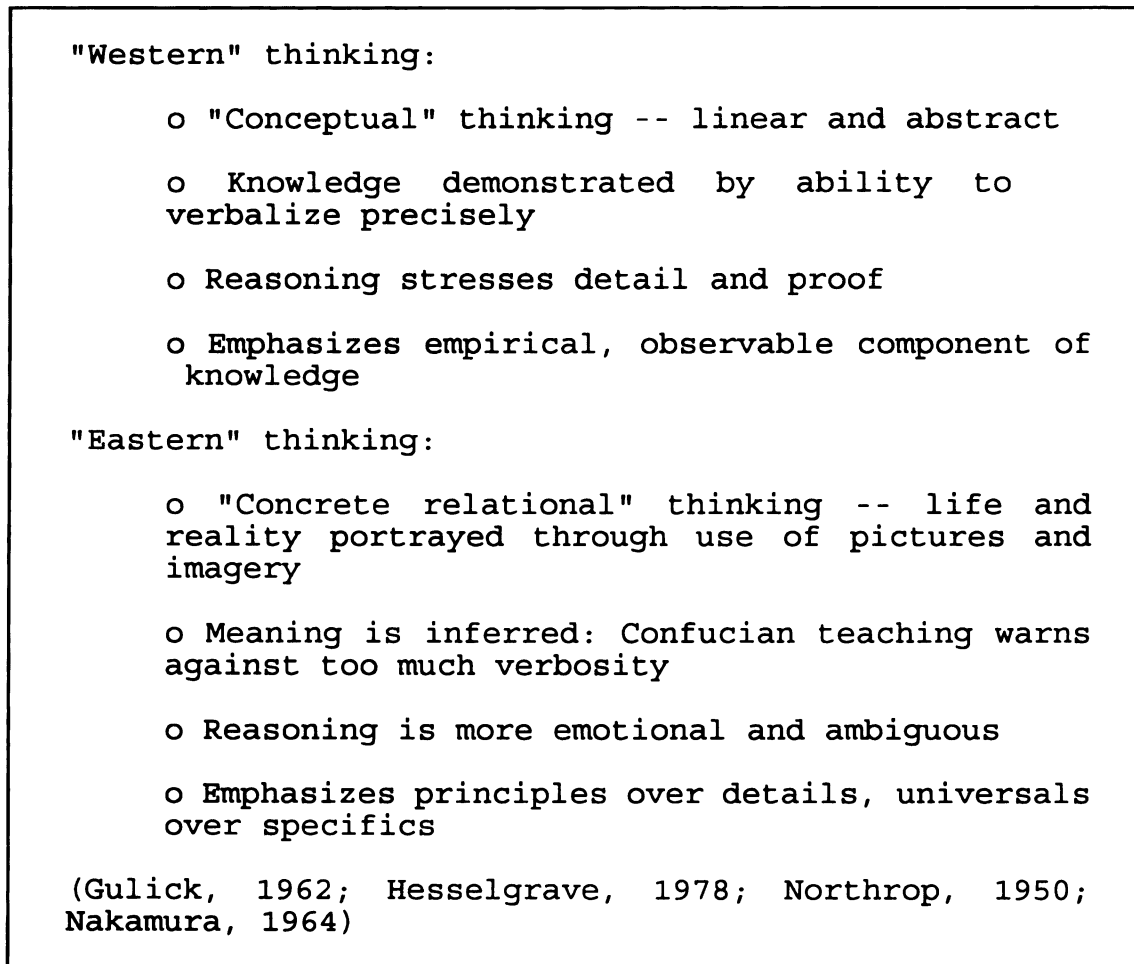 "Western" thinking:
o "Conceptual" thinking -- linear and abstract
o Knowledge demonstrated by ability to
verbalize precisely
o Reasoning stresses detail and proof
o Emphasizes empirical, observable component of
knowledge
"Eastern" thinking:
o "Concrete relational" thinking -- life and
reality portrayed through use of pictures and
imagery
o Meaning is inferred: Confucian teaching warns
against too much verbosity
o Reasoning is more emotional and ambiguous
o Emphasizes principles over details, universals
over specifics
(Gulick, 1962; Hesselgrave, 1978; Northrop, 1950;
Nakamura, 1964)